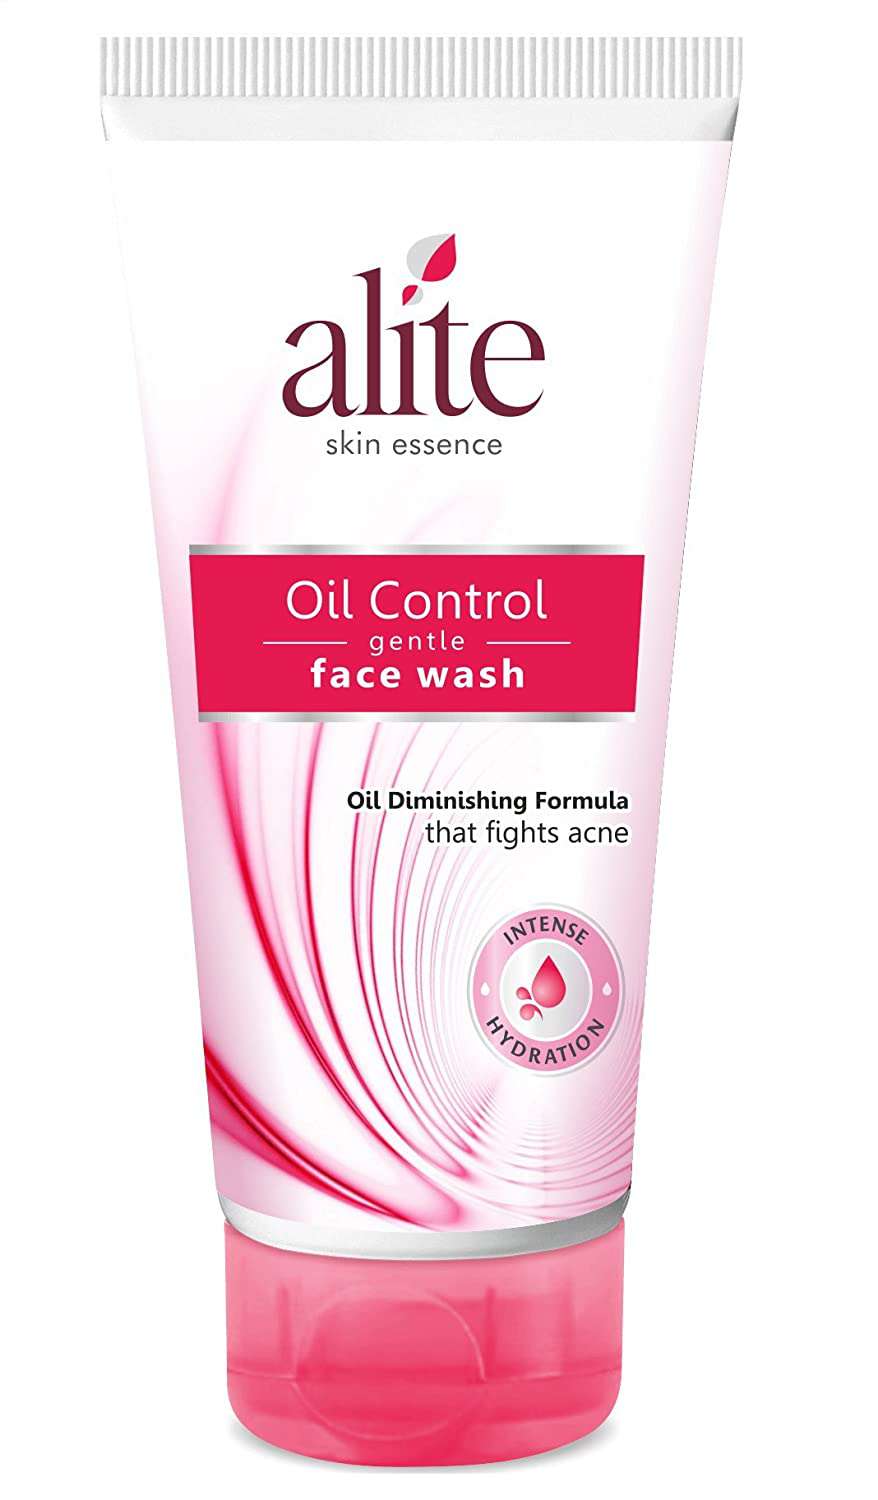 alite
skin essence
Oil Control
gentle
face wash
Oil Diminishing Formula
that fights acne
INTENSE
HYDRATION